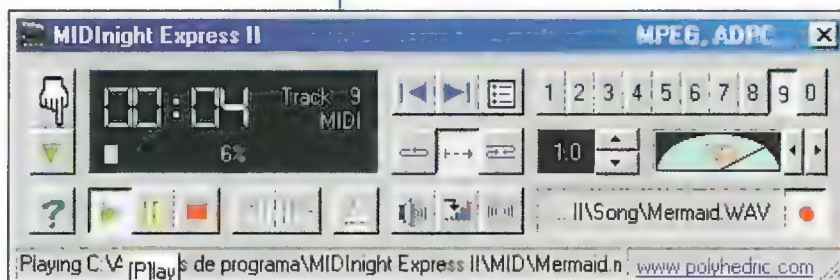 MIDInight Express II MPEG, ADPC
00:04 Track 9
MIDI
6%
1 2 3 4 5 6 7 8 9 0
1.0
?
... II\Song\Mermaid.WAV
Playing C:\A [P]lay s de programa\MIDInight Express II\MID\Mermaid.m www.polyhedric.com